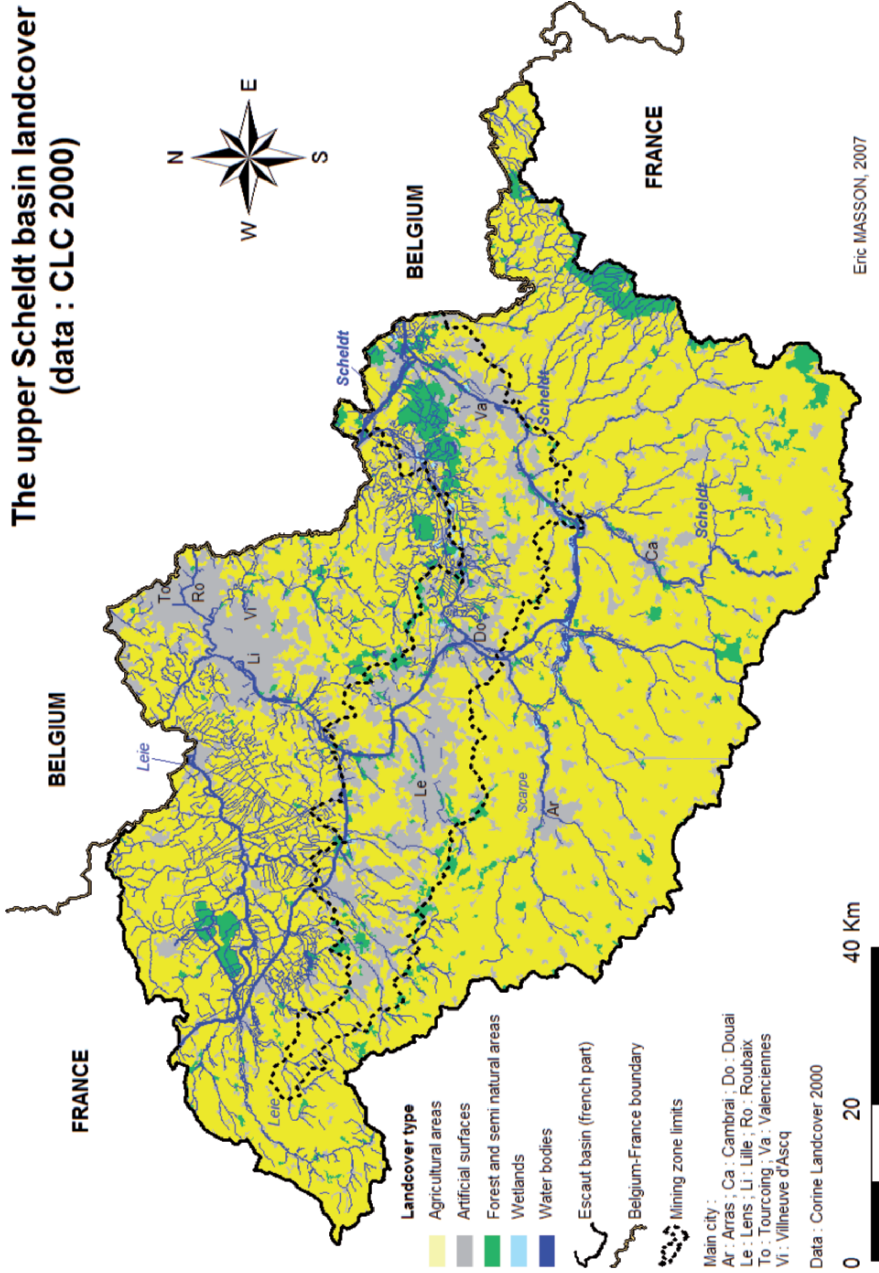 The upper Scheldt basin landcover
(data : CLC 2000)
N
W
E
S
BELGIUM
FRANCE
BELGIUM
FRANCE
Leie
To
Ro
Vi
Li
Scheldt
Va
Scheldt
Leie
Le
Do
Scarpe
Ar
Ca
Scheldt
Landcover type
Agricultural areas
Artificial surfaces
Forest and semi natural areas
Wetlands
Water bodies
Escaut basin (french part)
Belgium-France boundary
Mining zone limits
Main city :
Ar : Arras ; Ca : Cambrai ; Do : Douai
Le : Lens ; Li : Lille ; Ro : Roubaix
To : Tourcoing ; Va : Valenciennes
Vi : Villneuve d'Ascq
Data : Corine Landcover 2000
0 20 40 Km
Eric MASSON, 2007